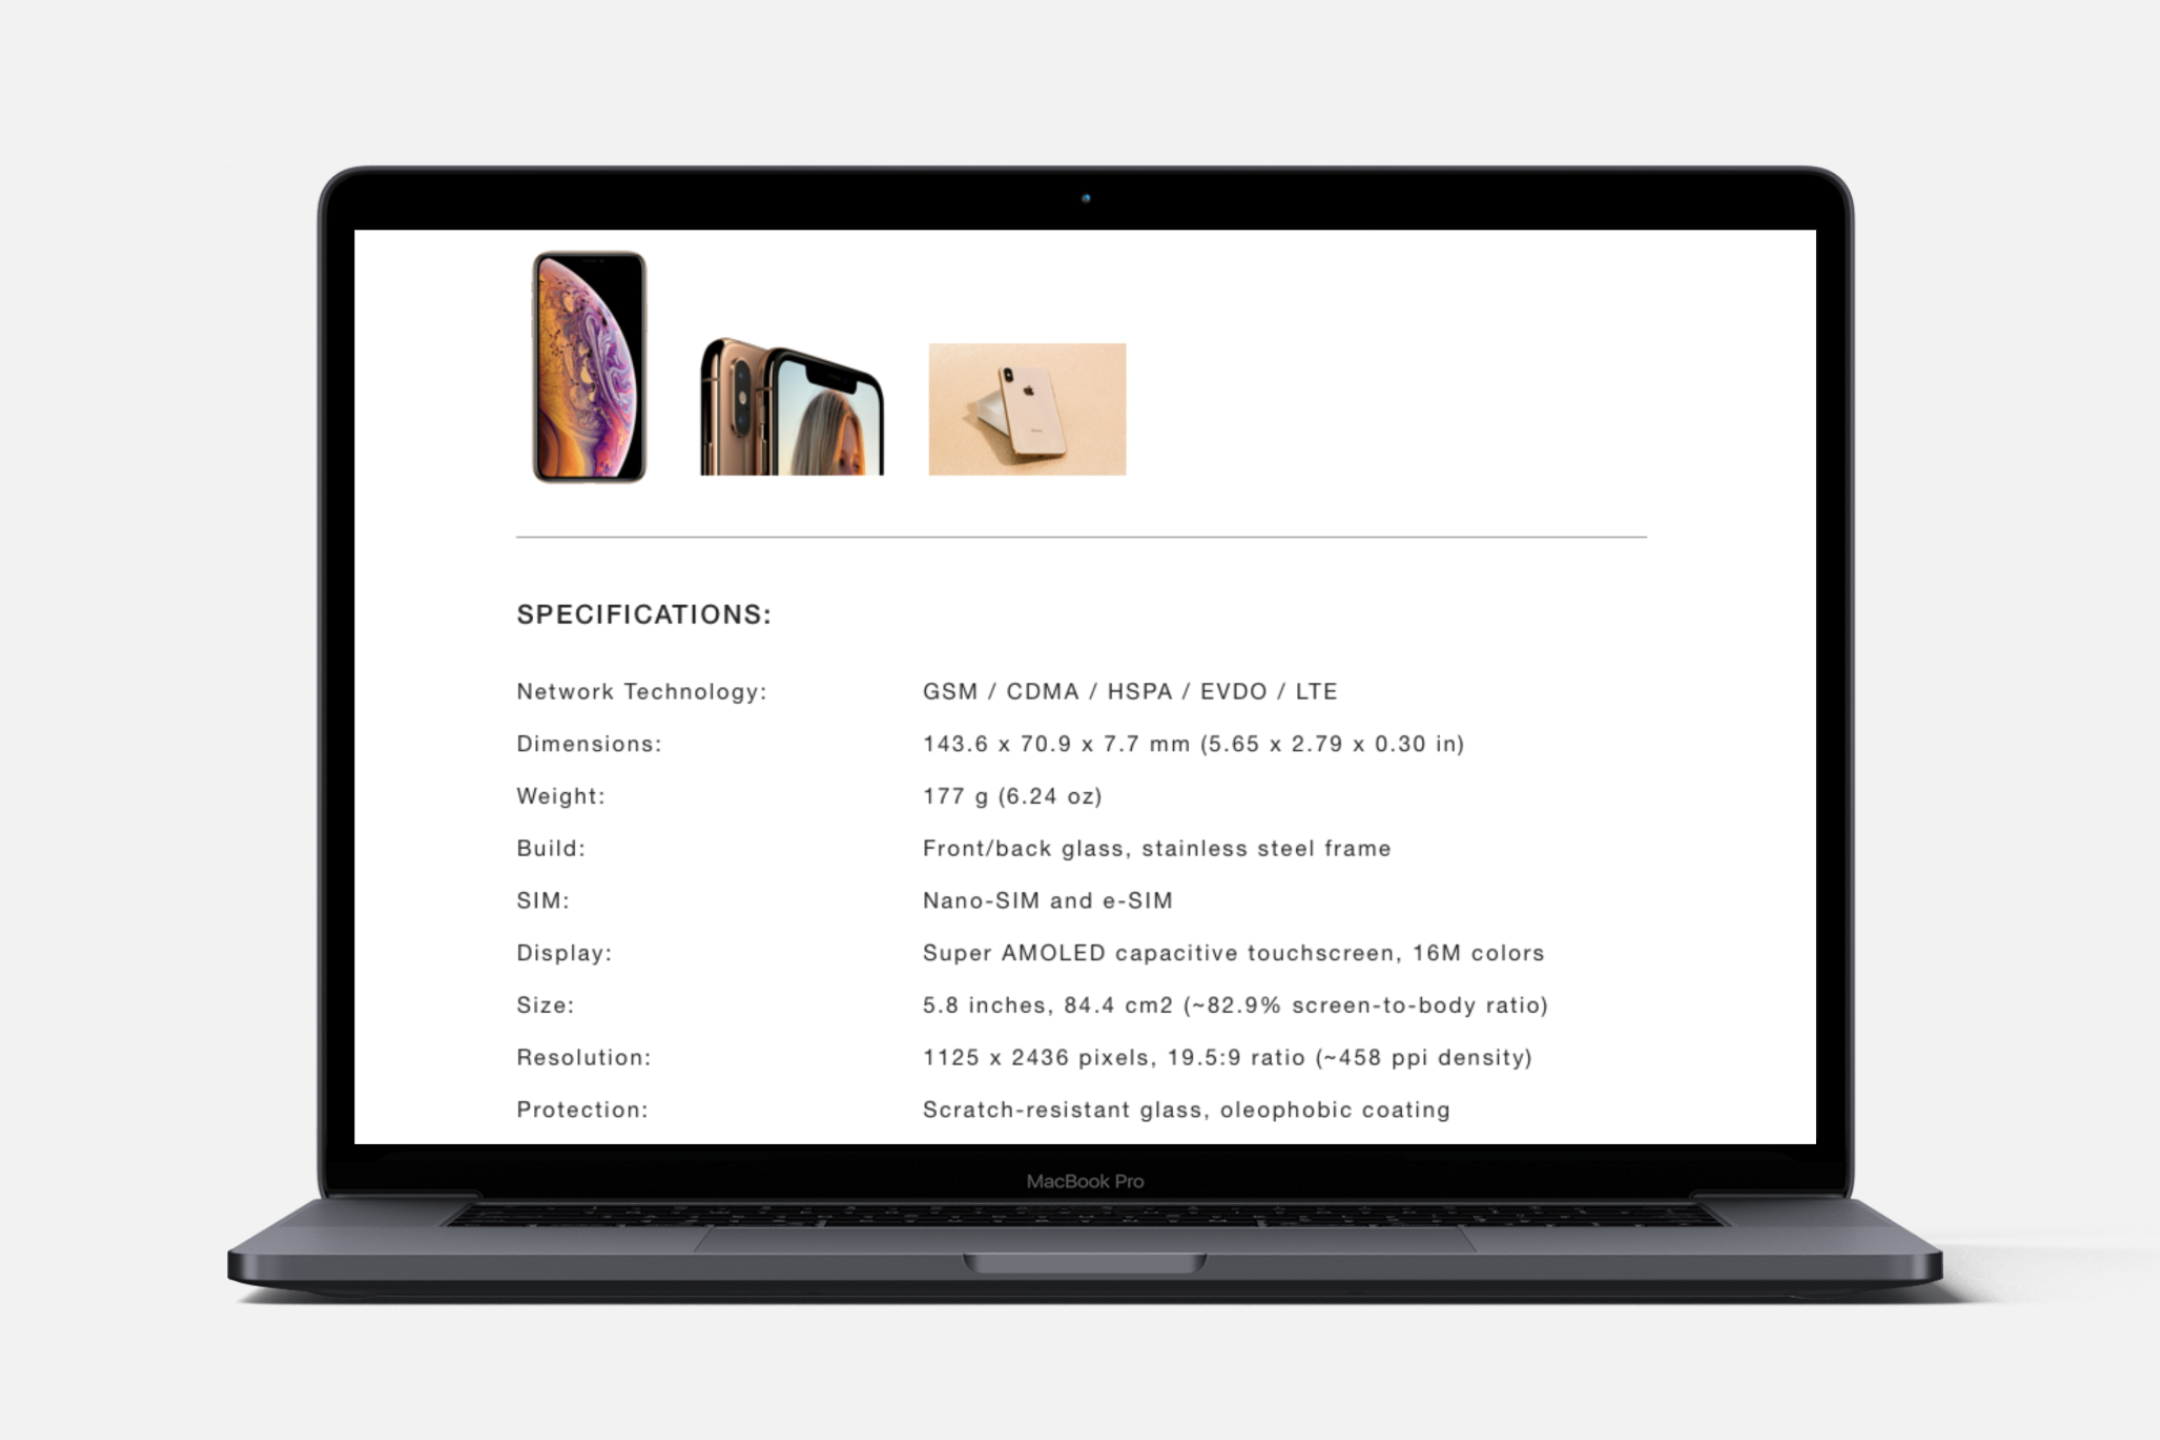 SPECIFICATIONS:
Network Technology: GSM / CDMA / HSPA / EVDO / LTE
Dimensions: 143.6 x 70.9 x 7.7 mm (5.65 x 2.79 x 0.30 in)
Weight: 177 g (6.24 oz)
Build: Front/back glass, stainless steel frame
SIM: Nano-SIM and e-SIM
Display: Super AMOLED capacitive touchscreen, 16M colors
Size: 5.8 inches, 84.4 cm2 (~82.9% screen-to-body ratio)
Resolution: 1125 x 2436 pixels, 19.5:9 ratio (~458 ppi density)
Protection: Scratch-resistant glass, oleophobic coating
MacBook Pro